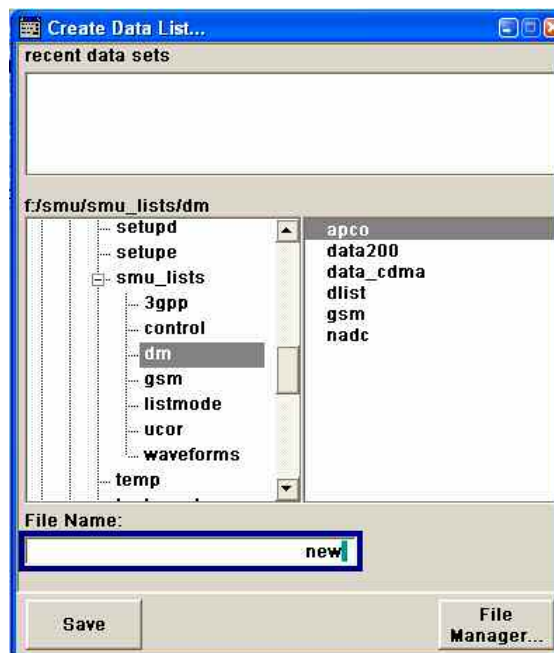 Create Data List...
recent data sets
f:/smu/smu_lists/dm
setupd
setupe
smu_lists
3gpp
control
dm
gsm
listmode
ucor
waveforms
temp
apco
data200
data_cdma
dlist
gsm
nadc
File Name:
new
Save
File
Manager...